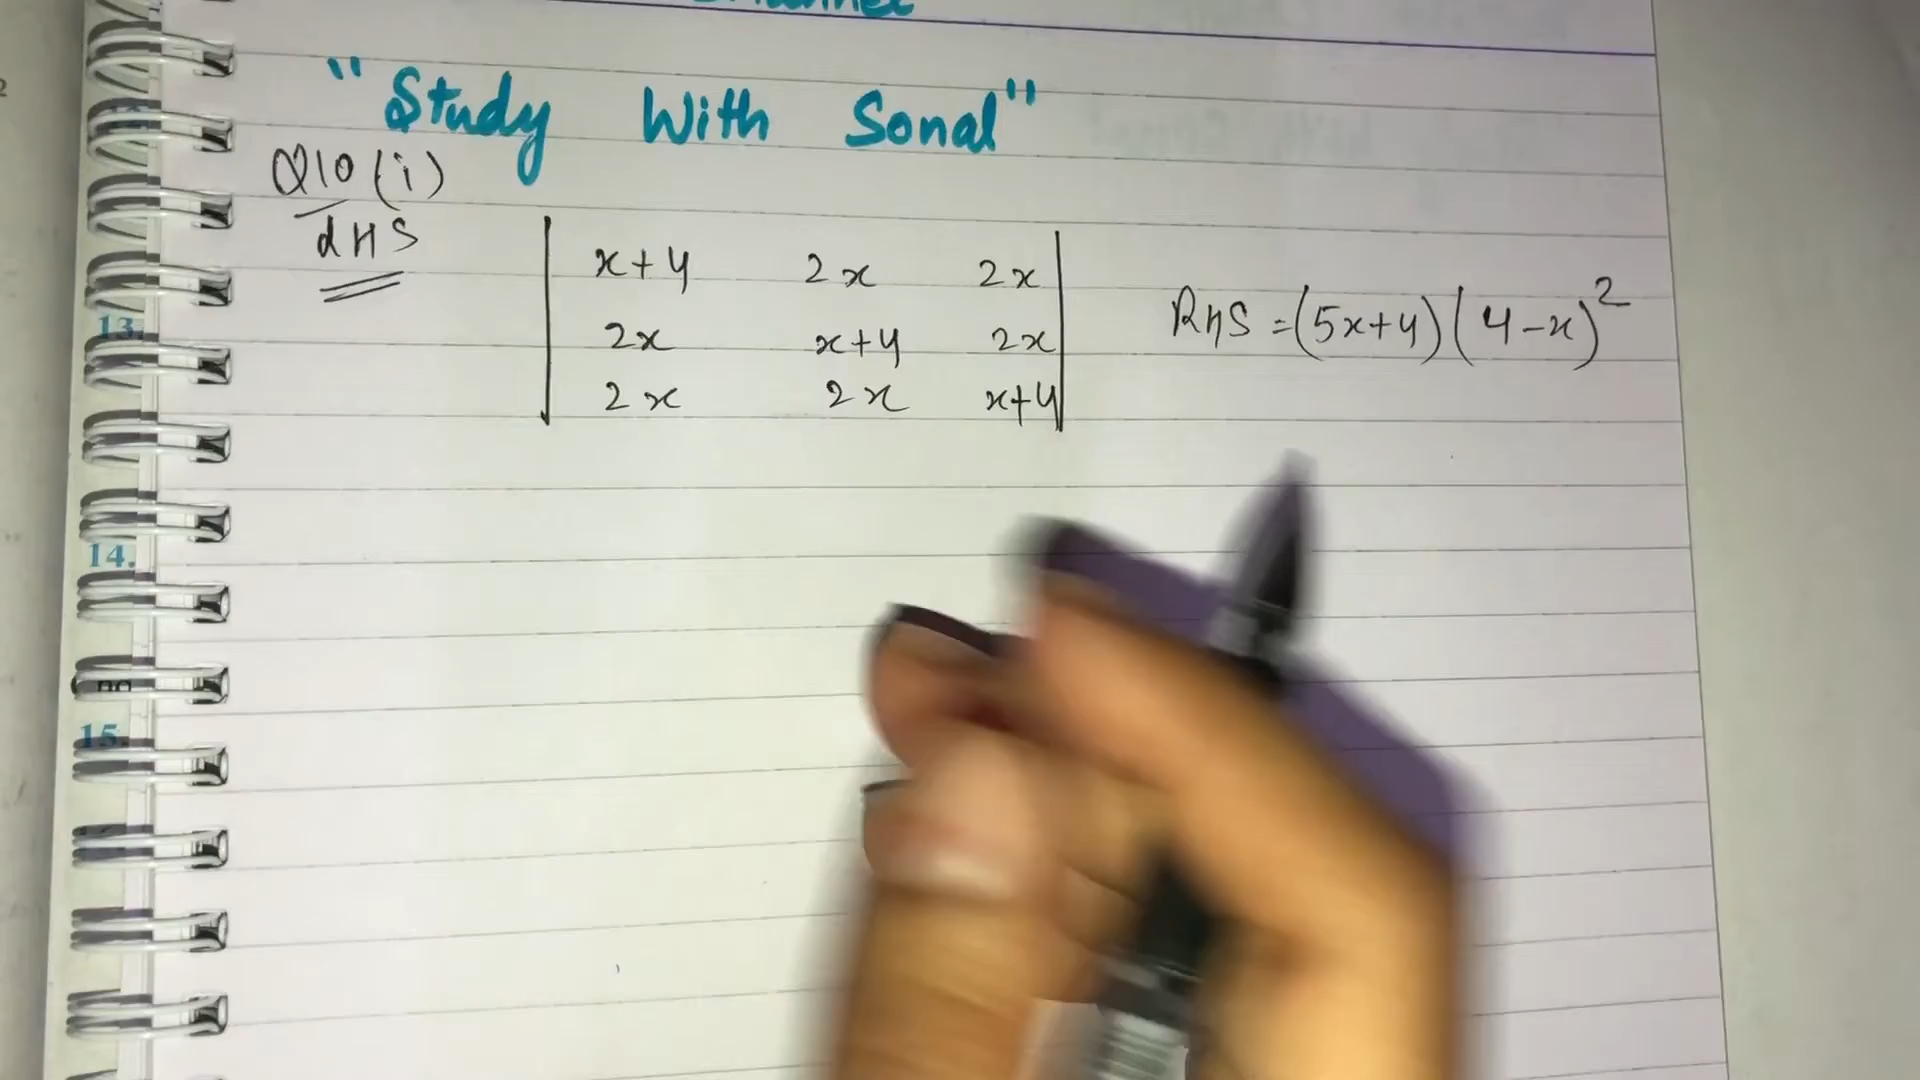 "Study With Sonal"
Q10 (i)
LHS
x+4 2x 2x
2x x+4 2x
2x 2x x+4
RHS = (5x+4) (4-x)²
13.
14.
15.